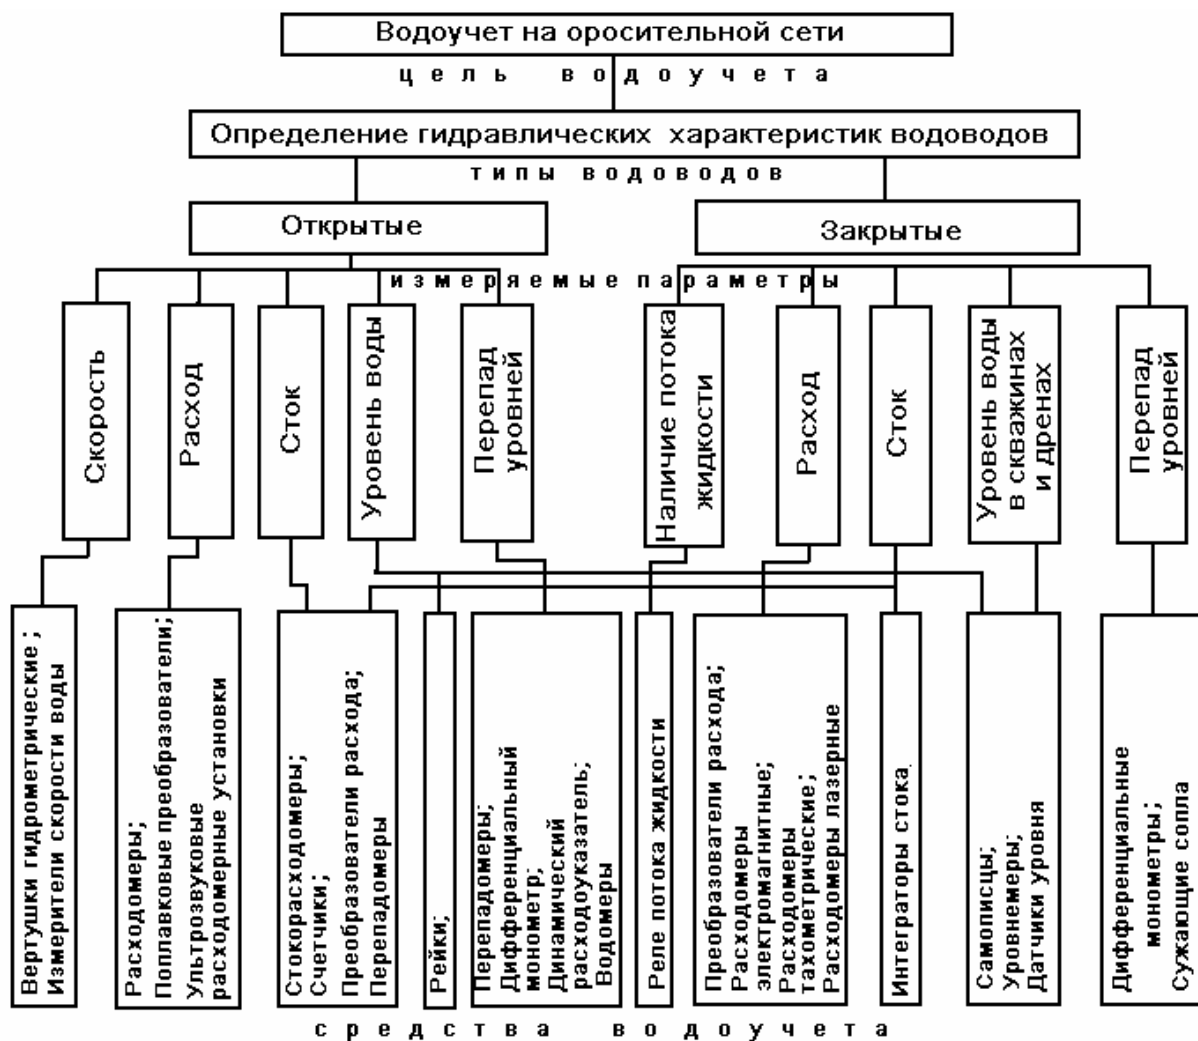 Водоучет на оросительной сети
цель водоучета
Определение гидравлических характеристик водоводов
типы водоводов
Открытые
Закрытые
измеряемые параметры
Скорость
Расход
Сток
Уровень воды
Перепад
уровней
Наличие потока
жидкости
Расход
Сток
Уровень воды
в скважинах
и дренах
Перепад
уровней
Вертушки гидрометрические;
Измерители скорости воды
Расходомеры;
Поплавковые преобразователи;
Ультрозвуковые
расходомерные установки
Стокорасходомеры;
Счетчики;
Преобразователи расхода;
Перепадомеры
Рейки;
Перепадомеры;
Дифференциальный
монометр;
Динамический
расходоуказатель;
Водомеры
Реле потока жидкости
Преобразователи расхода;
Расходомеры
электромагнитные;
Расходомеры
тахометрические;
Расходомеры лазерные
Интеграторы стока
Самописцы;
Уровнемеры;
Датчики уровня
Дифференциальные
монометры;
Сужающие сопла
средства водоучета